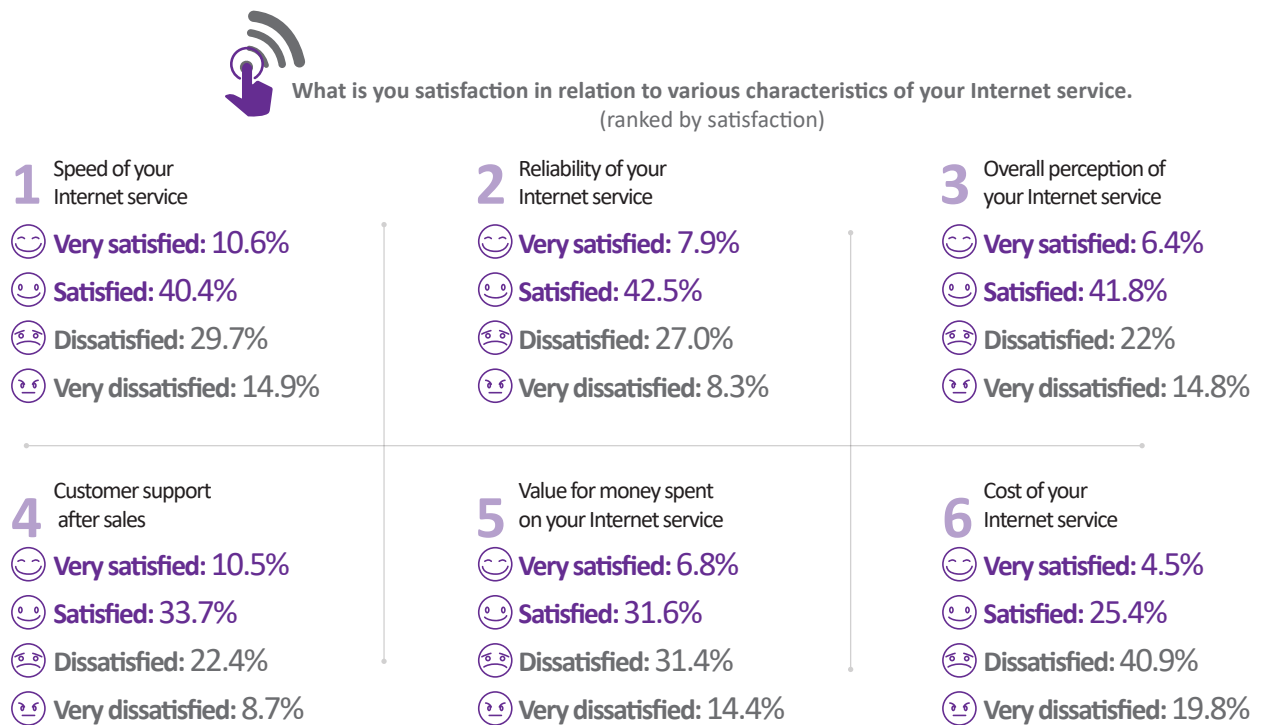 What is you satisfaction in relation to various characteristics of your Internet service.
(ranked by satisfaction)
1
Speed of your
Internet service
Very satisfied: 10.6%
Satisfied: 40.4%
Dissatisfied: 29.7%
Very dissatisfied: 14.9%
2
Reliability of your
Internet service
Very satisfied: 7.9%
Satisfied: 42.5%
Dissatisfied: 27.0%
Very dissatisfied: 8.3%
3
Overall perception of
your Internet service
Very satisfied: 6.4%
Satisfied: 41.8%
Dissatisfied: 22%
Very dissatisfied: 14.8%
4
Customer support
after sales
Very satisfied: 10.5%
Satisfied: 33.7%
Dissatisfied: 22.4%
Very dissatisfied: 8.7%
5
Value for money spent
on your Internet service
Very satisfied: 6.8%
Satisfied: 31.6%
Dissatisfied: 31.4%
Very dissatisfied: 14.4%
6
Cost of your
Internet service
Very satisfied: 4.5%
Satisfied: 25.4%
Dissatisfied: 40.9%
Very dissatisfied: 19.8%